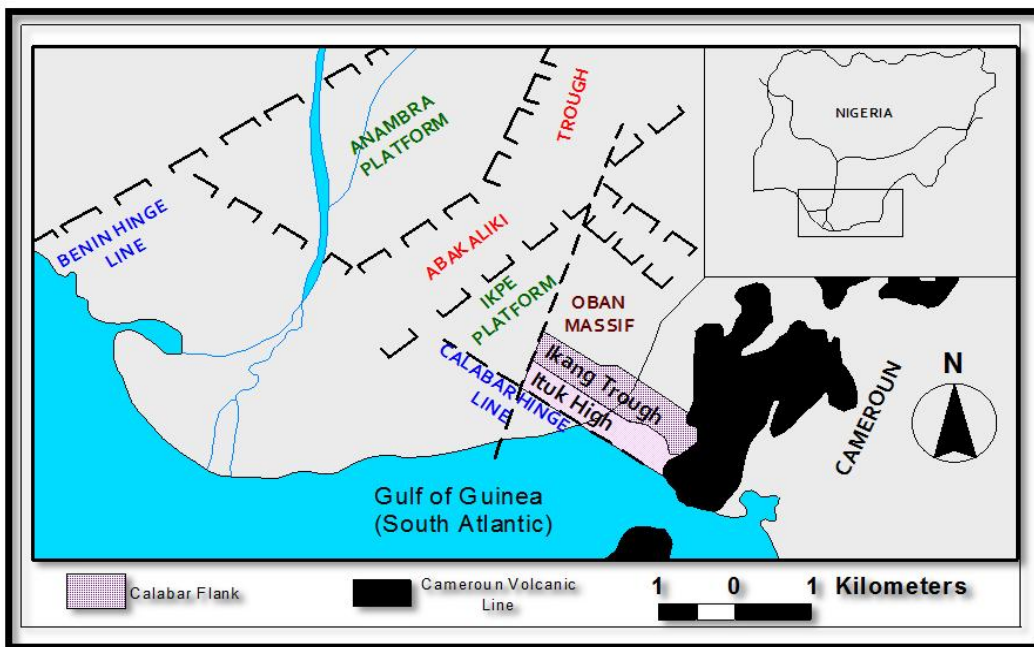 NIGERIA
ANAMBRA
PLATFORM
TROUGH
BENIN HINGE
LINE
ABAKALIKI
IKPE
PLATFORM
OBAN
MASSIF
Ikang Trough
Ituk High
CALABAR HINGE
LINE
CAMEROUN
N
Gulf of Guinea
(South Atlantic)
Calabar Flank
Cameroun Volcanic
Line
1 0 1 Kilometers